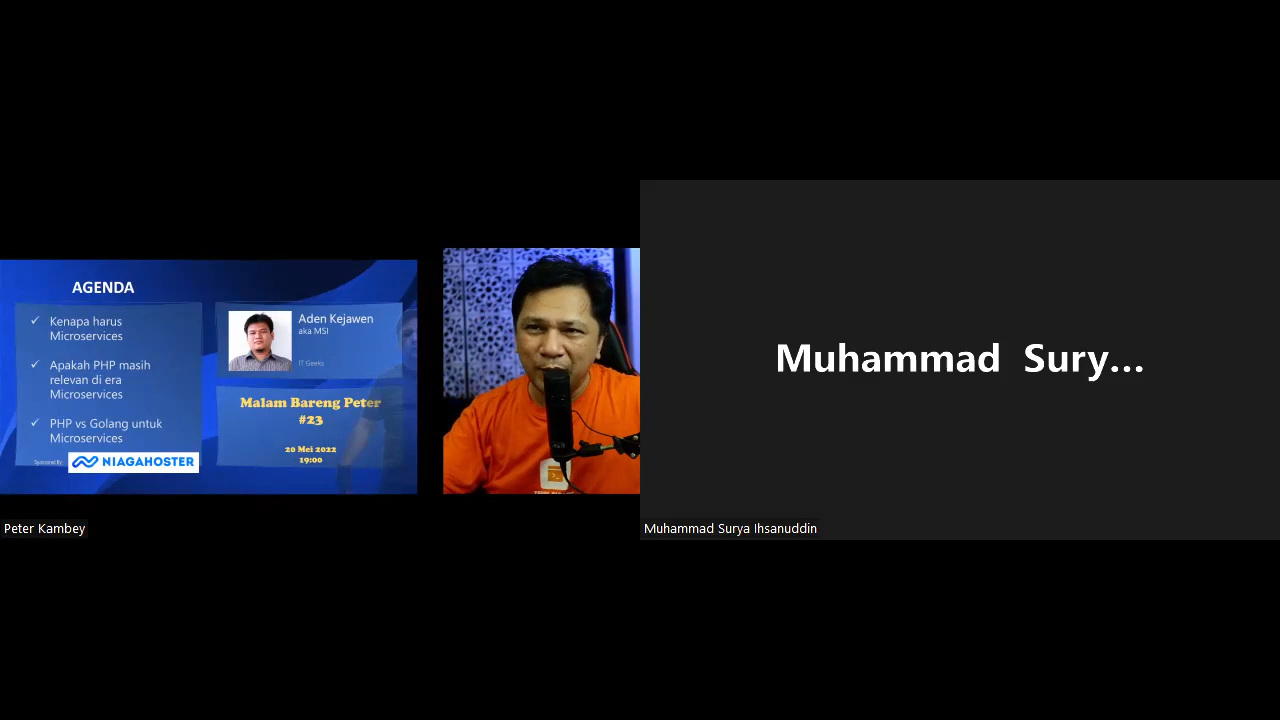 AGENDA
✓ Kenapa harus
Microservices
✓ Apakah PHP masih
relevan di era
Microservices
✓ PHP vs Golang untuk
Microservices
Sponsored By:
NIAGAHOSTER
Aden Kejawen
aka MSI
IT Geeks
Malam Bareng Peter
#23
20 Mei 2022
19:00
Peter Kambey
Muhammad Sury...
Muhammad Surya Ihsanuddin